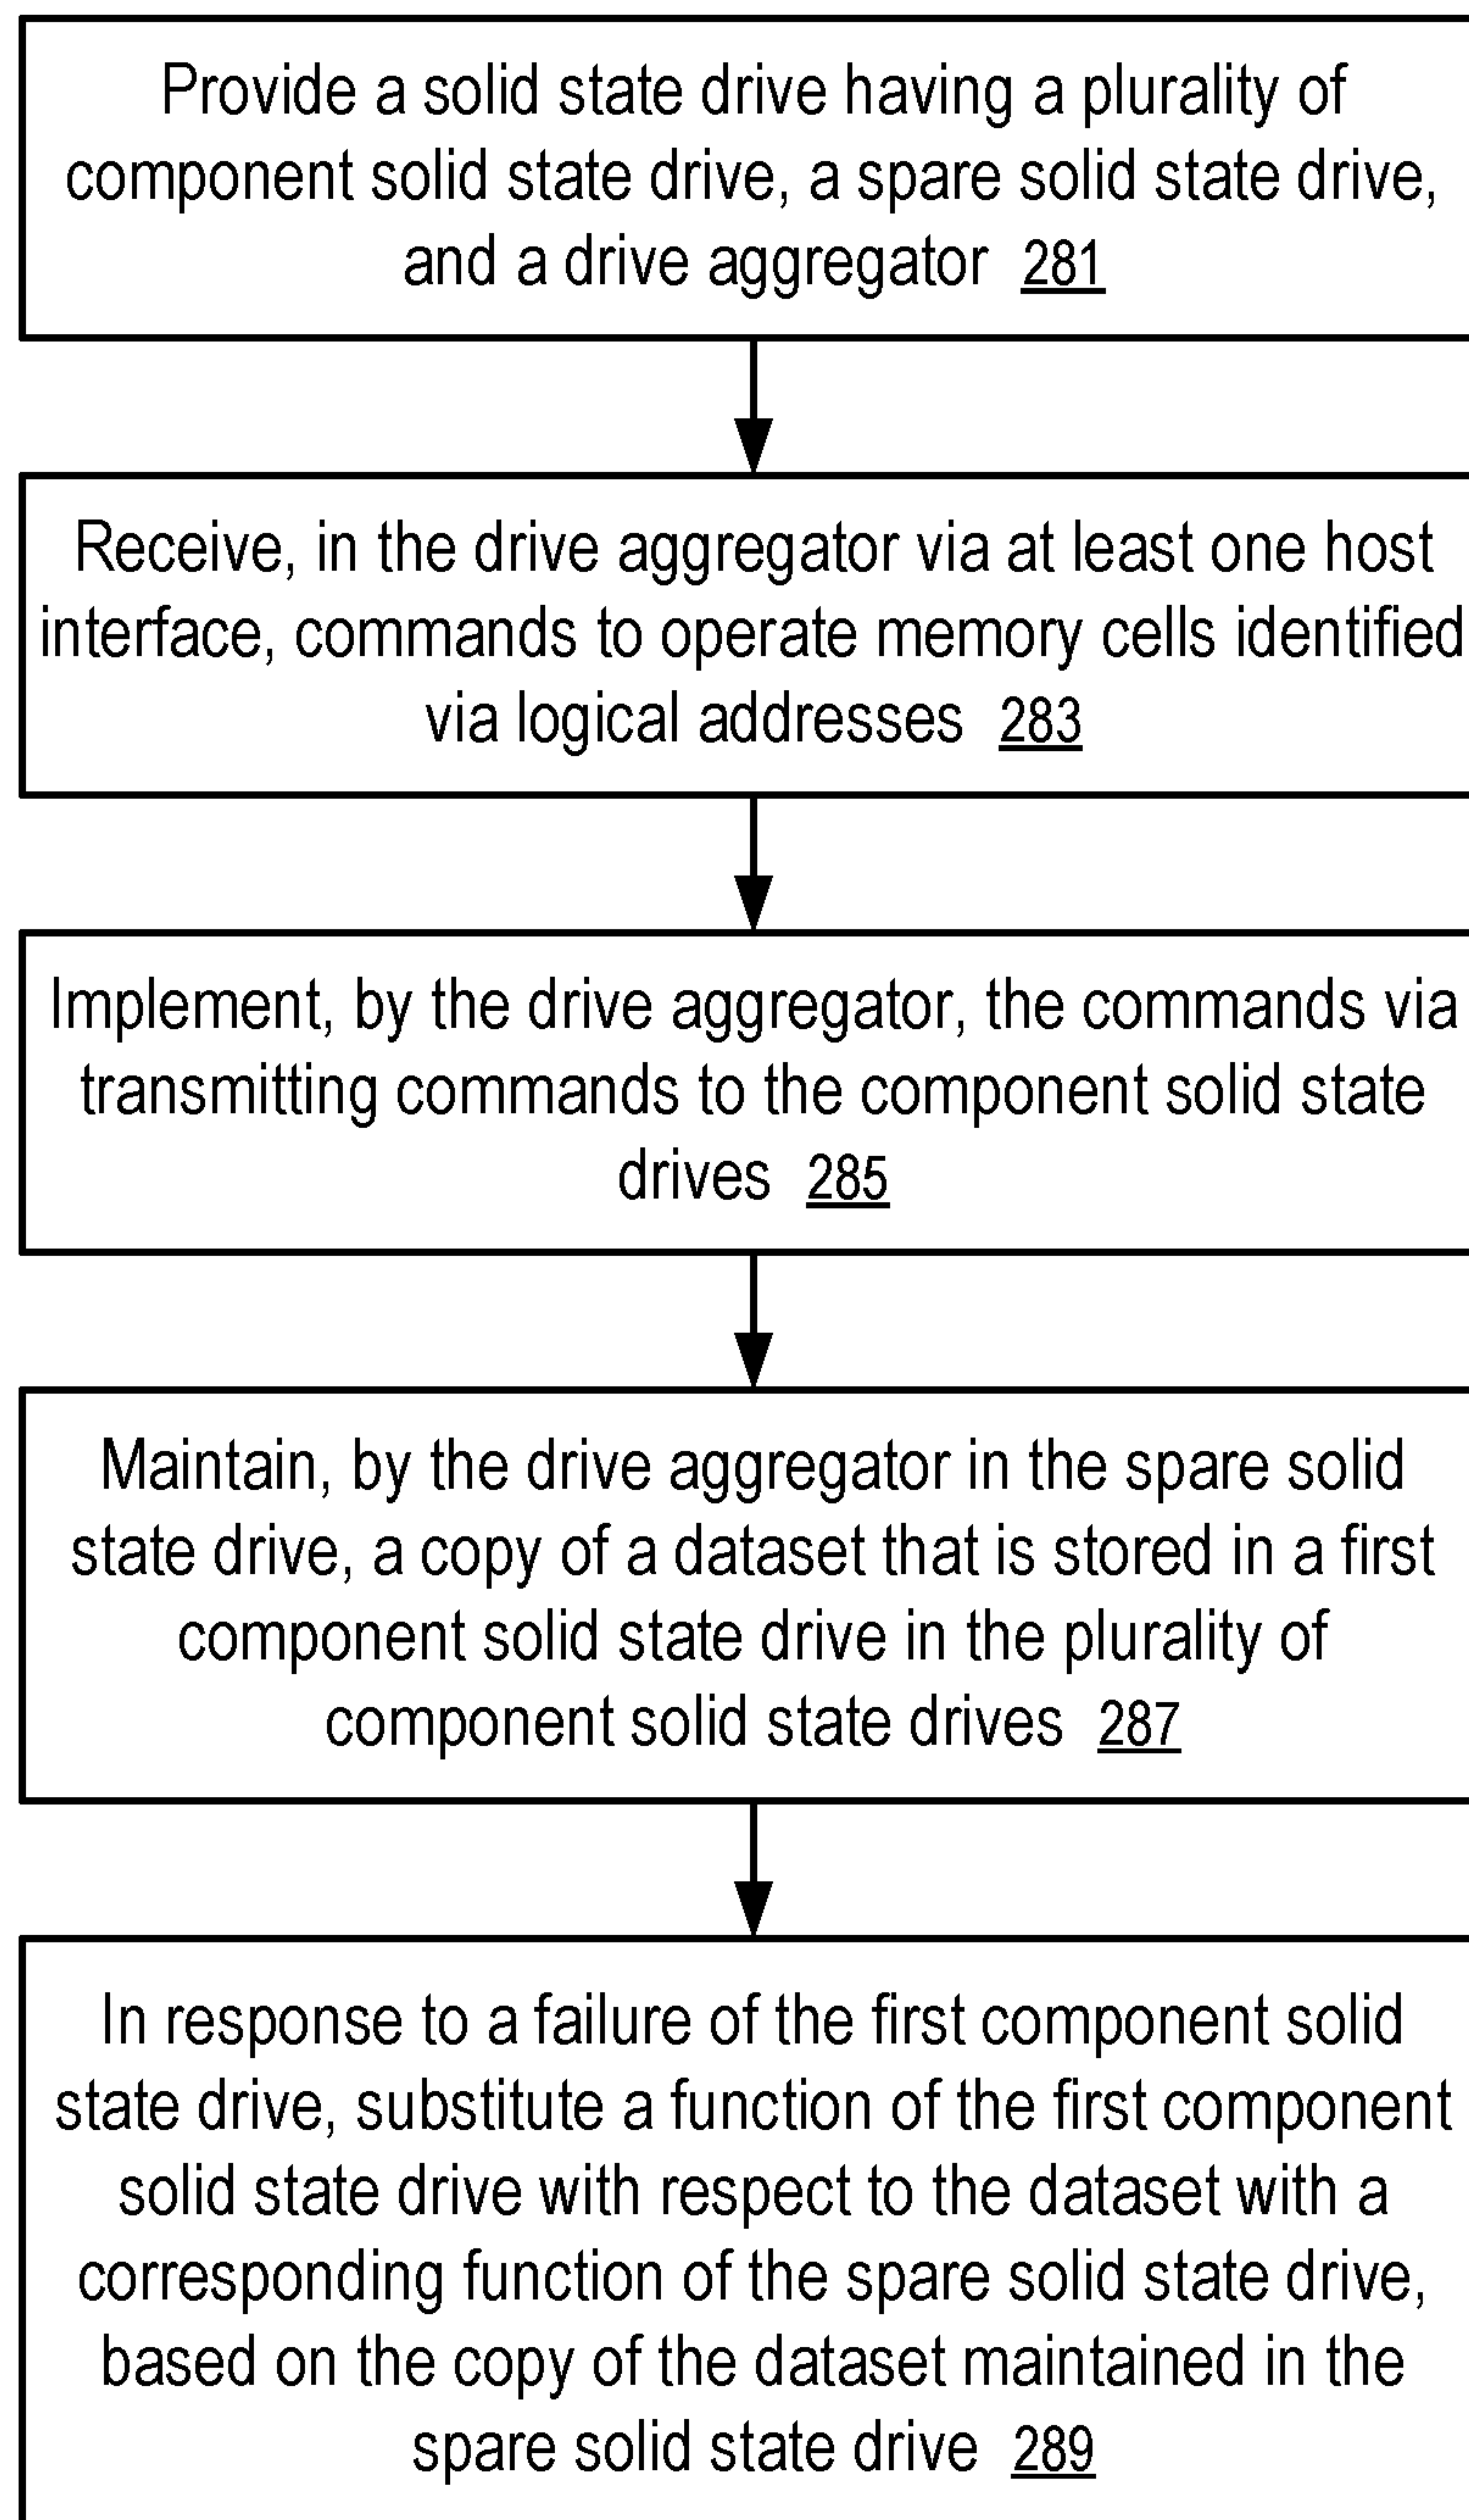 Provide a solid state drive having a plurality of
component solid state drive, a spare solid state drive,
and a drive aggregator 281
Receive, in the drive aggregator via at least one host
interface, commands to operate memory cells identified
via logical addresses 283
Implement, by the drive aggregator, the commands via
transmitting commands to the component solid state
drives 285
Maintain, by the drive aggregator in the spare solid
state drive, a copy of a dataset that is stored in a first
component solid state drive in the plurality of
component solid state drives 287
In response to a failure of the first component solid
state drive, substitute a function of the first component
solid state drive with respect to the dataset with a
corresponding function of the spare solid state drive,
based on the copy of the dataset maintained in the
spare solid state drive 289